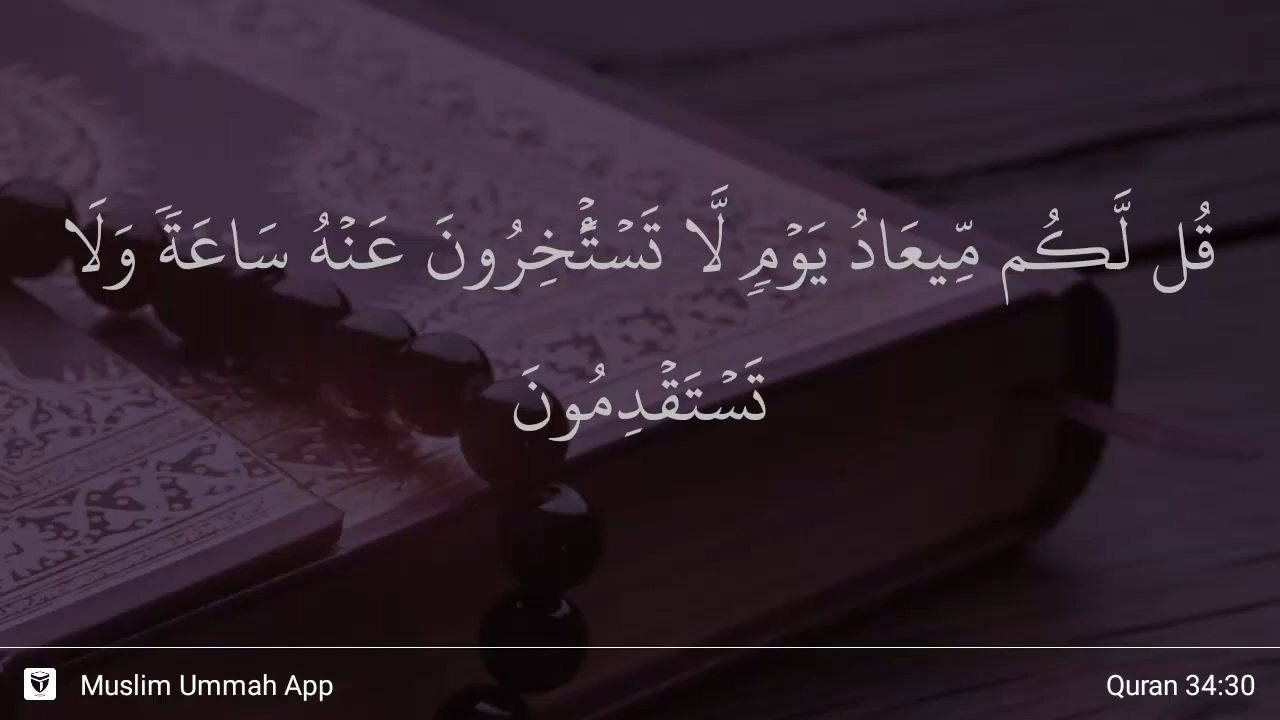 قُل لَّكُم مِّيعَادُ يَوۡمٖ لَّا تَسۡتَـٔۡخِرُونَ عَنۡهُ سَاعَةٗ وَلَا
تَسۡتَقۡدِمُونَ
Muslim Ummah App
Quran 34:30